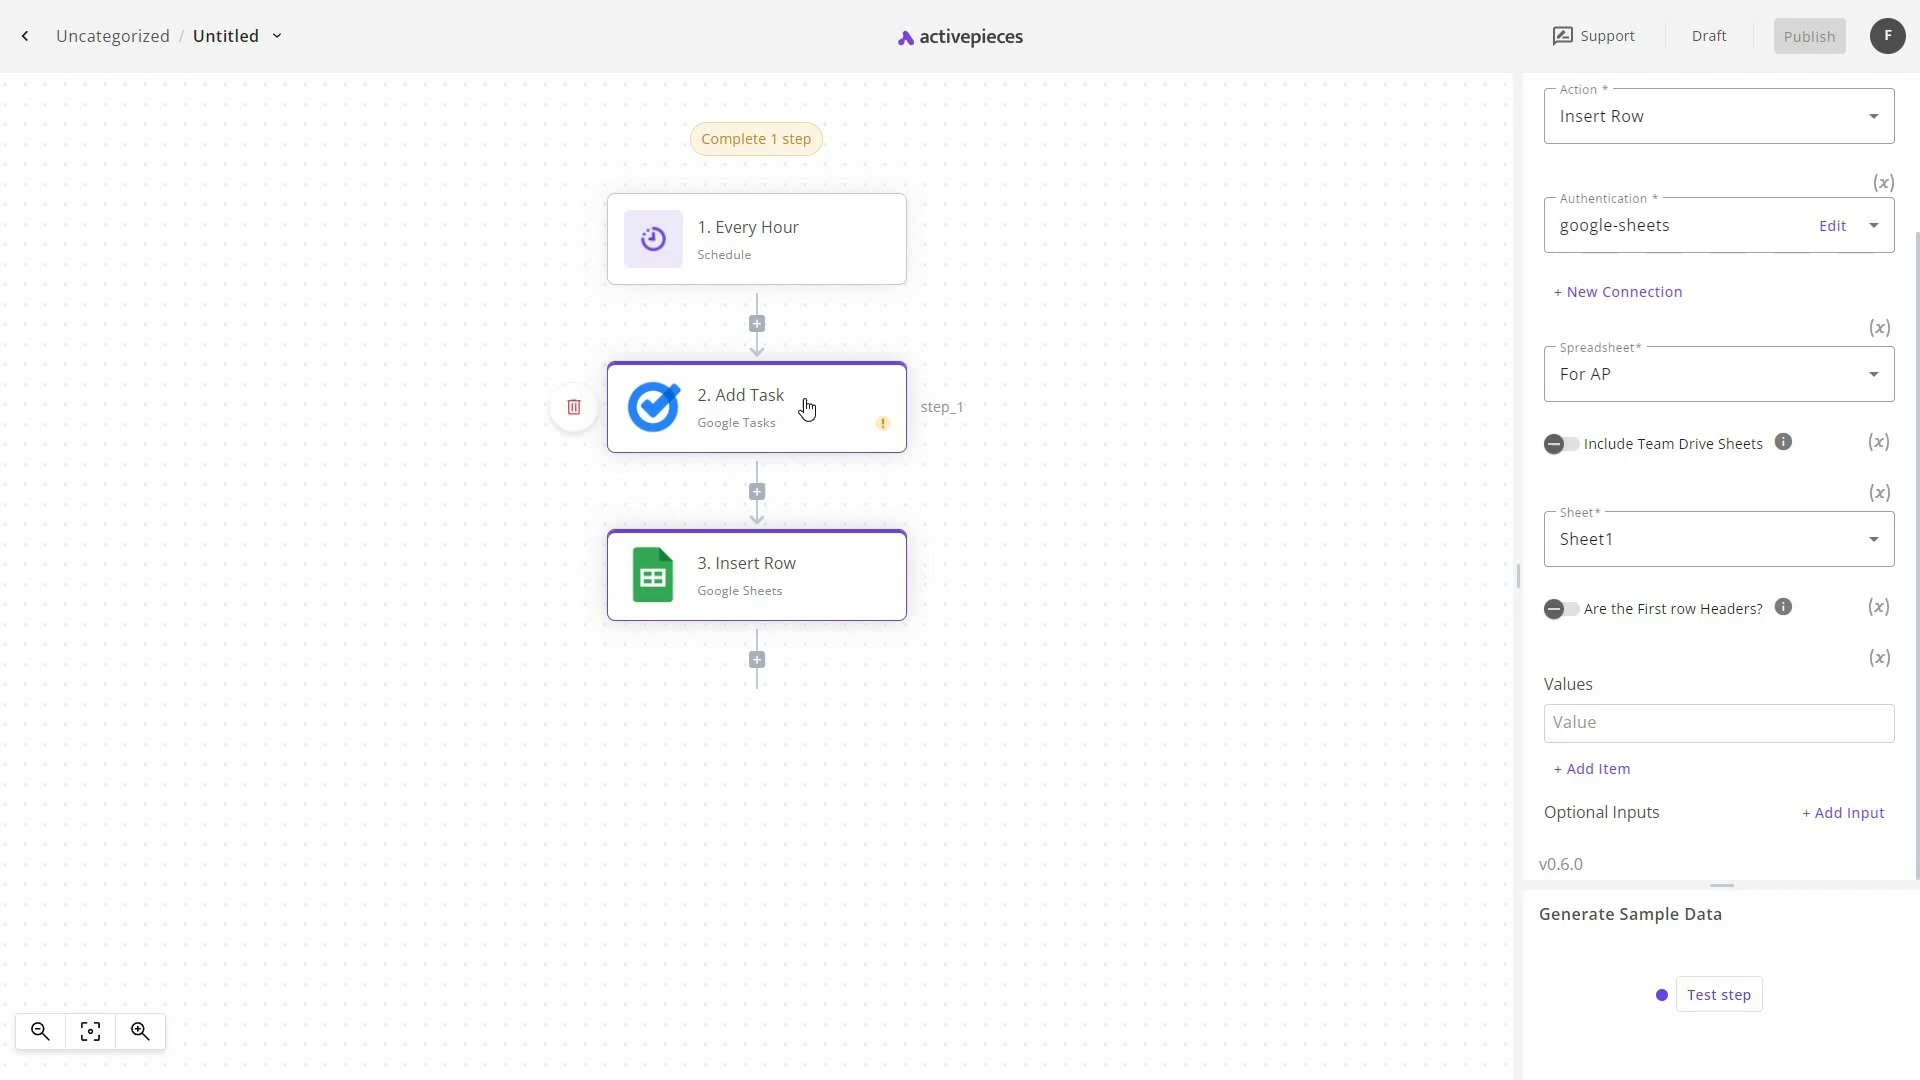 Uncategorized / Untitled
activepieces
Support
Draft
Publish
F
Complete 1 step
1. Every Hour
Schedule
2. Add Task
Google Tasks
!
step_1
3. Insert Row
Google Sheets
Action *
Insert Row
(x)
Authentication *
google-sheets
Edit
+ New Connection
(x)
Spreadsheet*
For AP
Include Team Drive Sheets
i
(x)
(x)
Sheet*
Sheet1
Are the First row Headers?
i
(x)
(x)
Values
Value
+ Add Item
Optional Inputs
+ Add Input
v0.6.0
Generate Sample Data
Test step